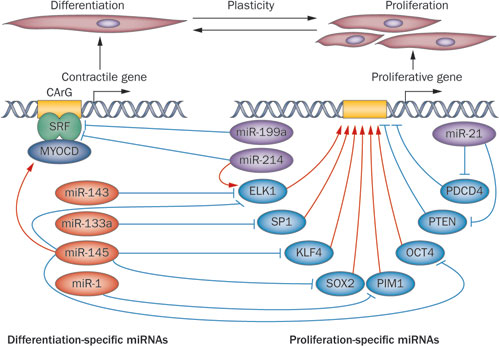 Differentiation
Plasticity
Proliferation
Contractile gene
Proliferative gene
CArG
SRF
MYOCD
miR-199a
miR-21
miR-214
miR-143
ELK1
PDCD4
miR-133a
SP1
PTEN
miR-145
KLF4
OCT4
miR-1
SOX2
PIM1
Differentiation-specific miRNAs
Proliferation-specific miRNAs